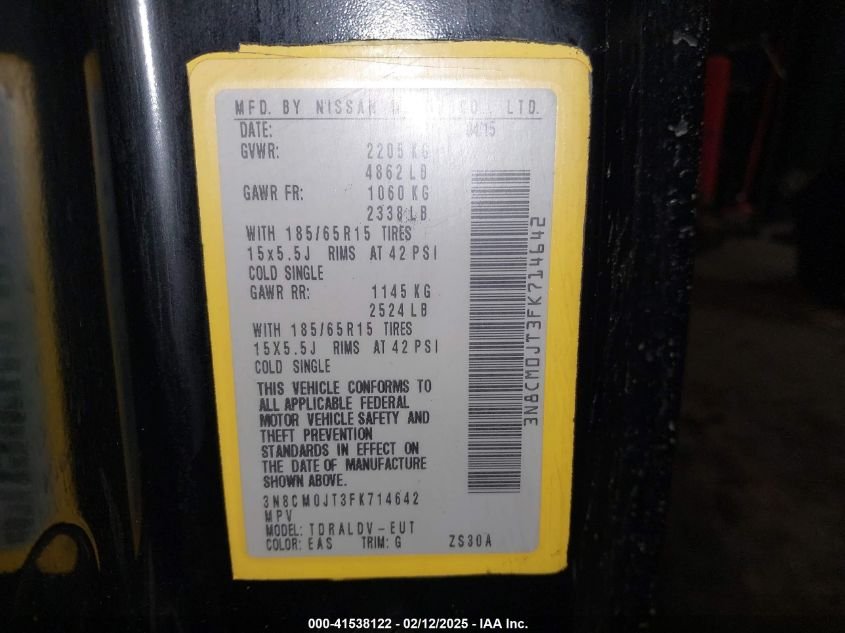 MFD. BY NISSAN CO., LTD.
DATE: 04/15
GVWR: 2205 KG
4862 LB
GAWR FR: 1060 KG
2338 LB
WITH 185/65R15 TIRES
15x5.5J RIMS AT 42 PSI
COLD SINGLE
GAWR RR: 1145 KG
2524 LB
WITH 185/65R15 TIRES
15X5.5J RIMS AT 42 PSI
COLD SINGLE
THIS VEHICLE CONFORMS TO
ALL APPLICABLE FEDERAL
MOTOR VEHICLE SAFETY AND
THEFT PREVENTION
STANDARDS IN EFFECT ON
THE DATE OF MANUFACTURE
SHOWN ABOVE.
3N8CM0JT3FK714642
MPV
MODEL: TDRALDV-EUT
COLOR: EAS TRIM: G ZS30A
3N8CM0JT3FK714642
000-41538122 - 02/12/2025 - IAA Inc.